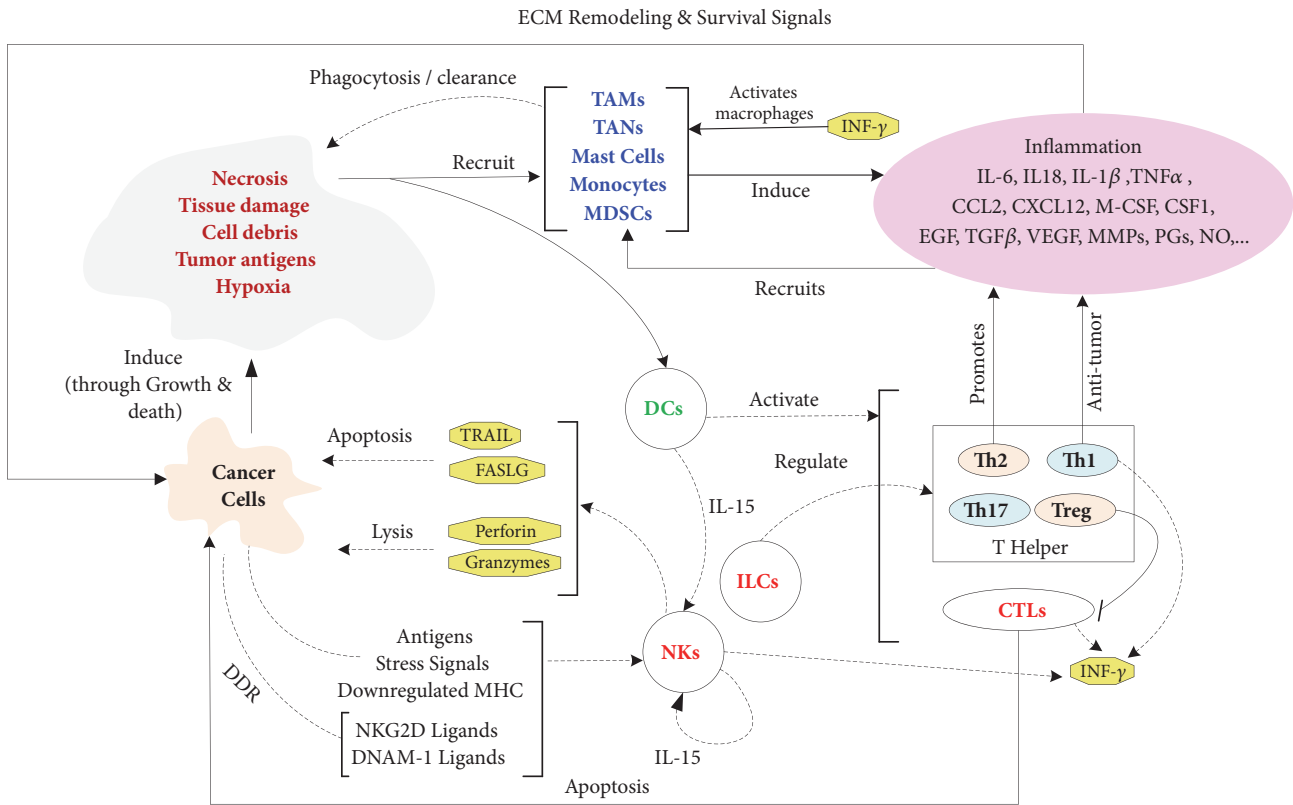 ECM Remodeling & Survival Signals
Phagocytosis / clearance
TAMs
TANs
Mast Cells
Monocytes
MDSCs
Activates
macrophages
INF-γ
Recruit
Induce
Inflammation
IL-6, IL18, IL-1β ,TNFα ,
CCL2, CXCL12, M-CSF, CSF1,
EGF, TGFβ, VEGF, MMPs, PGs, NO,...
Necrosis
Tissue damage
Cell debris
Tumor antigens
Hypoxia
Recruits
Induce
(through Growth &
death)
Promotes
Anti-tumor
DCs
Activate
Cancer
Cells
Apoptosis
TRAIL
FASLG
Lysis
Perforin
Granzymes
IL-15
Regulate
ILCs
Th2
Th1
Th17
Treg
T Helper
CTLs
INF-γ
NKs
IL-15
Antigens
Stress Signals
Downregulated MHC
DDR
NKG2D Ligands
DNAM-1 Ligands
Apoptosis